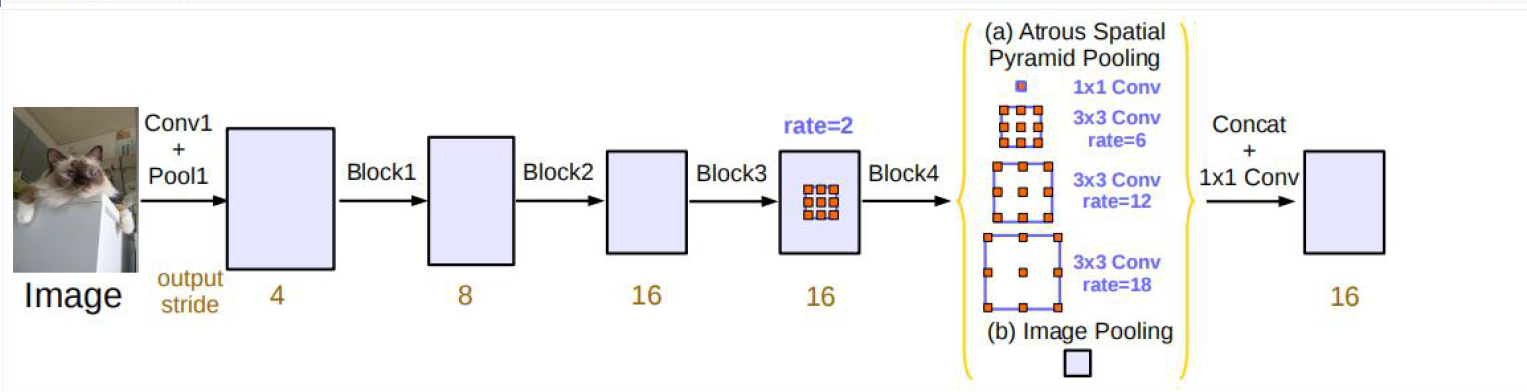 (a) Atrous Spatial
Pyramid Pooling
1x1 Conv
3x3 Conv
rate=6
3x3 Conv
rate=12
3x3 Conv
rate=18
(b) Image Pooling
Conv1
+
Pool1
Block1
Block2
Block3
rate=2
Block4
Concat
+
1x1 Conv
Image
output
stride
4
8
16
16
16